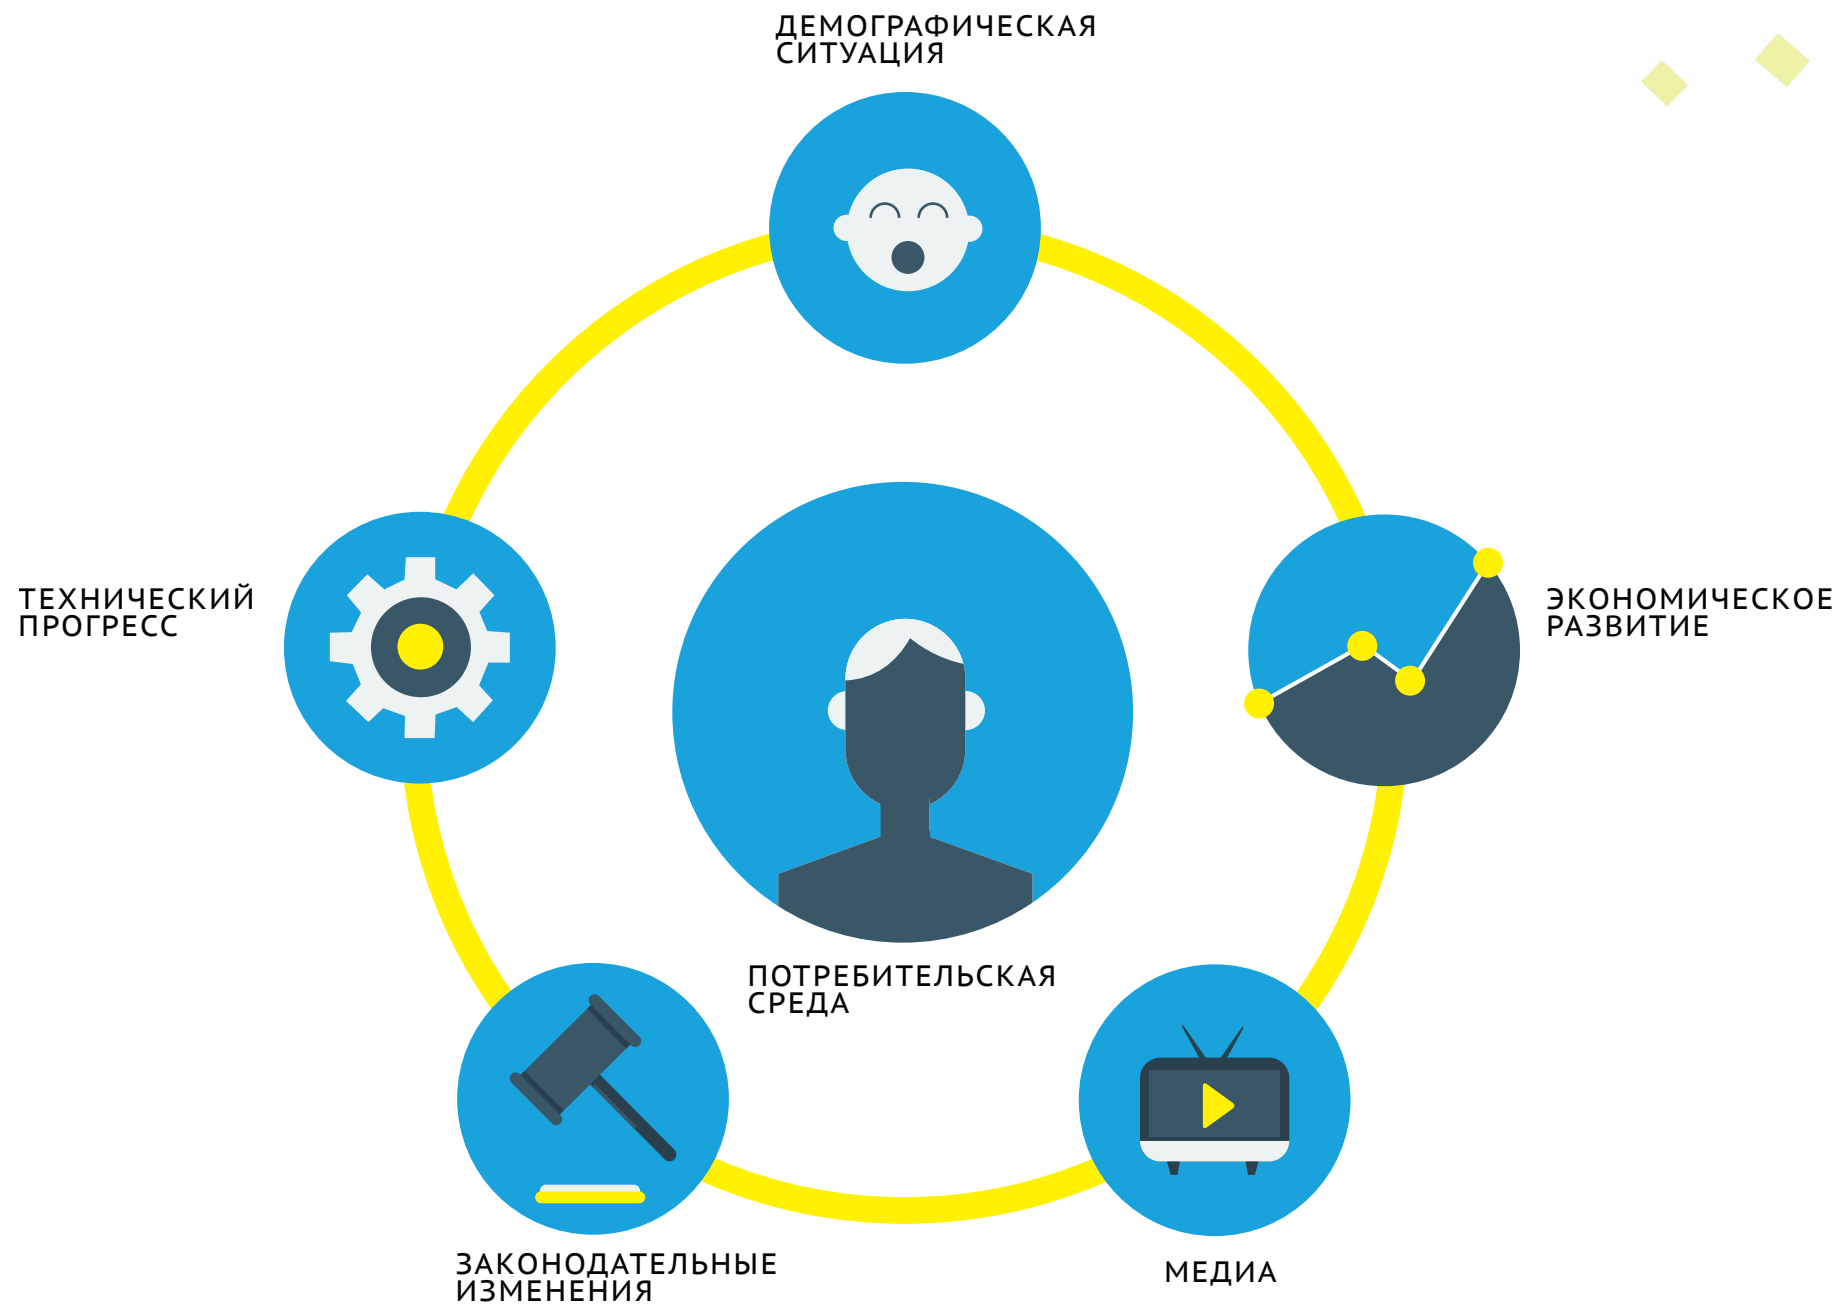 ДЕМОГРАФИЧЕСКАЯ
СИТУАЦИЯ
ТЕХНИЧЕСКИЙ
ПРОГРЕСС
ЭКОНОМИЧЕСКОЕ
РАЗВИТИЕ
ПОТРЕБИТЕЛЬСКАЯ
СРЕДА
ЗАКОНОДАТЕЛЬНЫЕ
ИЗМЕНЕНИЯ
МЕДИА